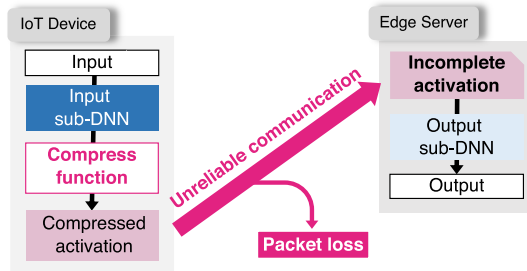 IoT Device
Input
Input
sub-DNN
Compress
function
Compressed
activation
Unreliable communication
Packet loss
Edge Server
Incomplete
activation
Output
sub-DNN
Output